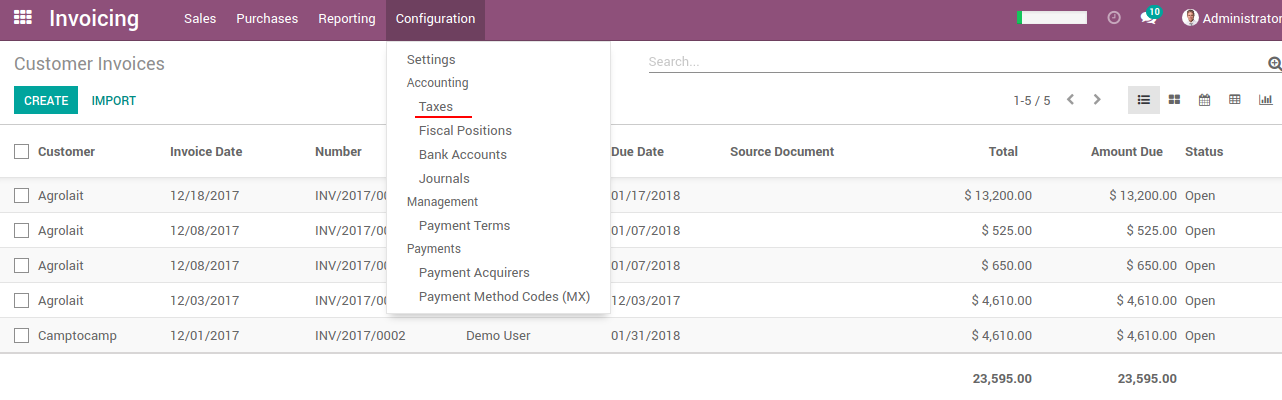 Invoicing Sales Purchases Reporting Configuration 10 Administrator
Customer Invoices
Search...
CREATE IMPORT
1-5 / 5
Settings
Accounting
Taxes
Fiscal Positions
Bank Accounts
Journals
Management
Payment Terms
Payments
Payment Acquirers
Payment Method Codes (MX)
Customer Invoice Date Number Due Date Source Document Total Amount Due Status
Agrolait 12/18/2017 INV/2017/0 01/17/2018 $ 13,200.00 $ 13,200.00 Open
Agrolait 12/08/2017 INV/2017/0 01/07/2018 $ 525.00 $ 525.00 Open
Agrolait 12/08/2017 INV/2017/0 01/07/2018 $ 650.00 $ 650.00 Open
Agrolait 12/03/2017 INV/2017/0 12/03/2017 $ 4,610.00 $ 4,610.00 Open
Camptocamp 12/01/2017 INV/2017/0002 Demo User 01/31/2018 $ 4,610.00 $ 4,610.00 Open
23,595.00 23,595.00